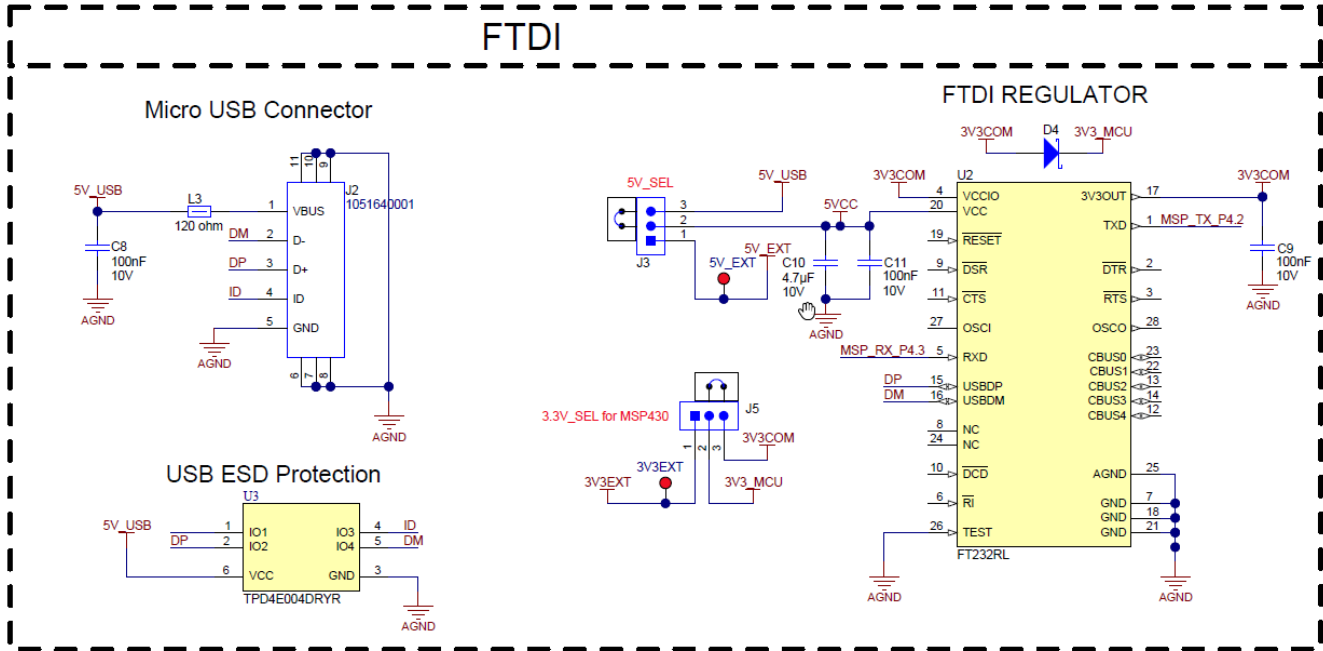 FTDI
Micro USB Connector
5V_USB
L3
120 ohm
C8
100nF
10V
AGND
DM
DP
ID
11
10
9
J2
1051640001
1 VBUS
2 D-
3 D+
4 ID
5 GND
6
7
8
AGND
AGND
USB ESD Protection
U3
5V_USB
DP
1 IO1
2 IO2
6 VCC
IO3 4 ID
IO4 5 DM
GND 3
TPD4E004DRYR
AGND
5V_SEL
3
2
1
J3
5V_USB
5V_EXT
5V_EXT
5VCC
C10
4.7µF
10V
C11
100nF
10V
AGND
3.3V_SEL for MSP430
J5
1
2
3
3V3COM
3V3_MCU
3V3EXT
3V3EXT
FTDI REGULATOR
3V3COM
D4
3V3_MCU
3V3COM
U2
4 VCCIO
20 VCC
19 RESET
9 DSR
11 CTS
27 OSCI
MSP_RX_P4.3 5 RXD
DP 15 USBDP
DM 16 USBDM
8 NC
24 NC
10 DCD
6 RI
26 TEST
3V3OUT 17
TXD 1 MSP_TX_P4.2
DTR 2
RTS 3
OSCO 28
CBUS0 23
CBUS1 22
CBUS2 13
CBUS3 14
CBUS4 12
AGND 25
GND 7
GND 18
GND 21
FT232RL
3V3COM
C9
100nF
10V
AGND
AGND
AGND